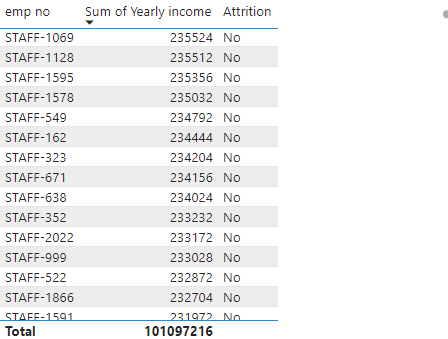 emp no Sum of Yearly income Attrition
STAFF-1069 235524 No
STAFF-1128 235512 No
STAFF-1595 235356 No
STAFF-1578 235032 No
STAFF-549 234792 No
STAFF-162 234444 No
STAFF-323 234204 No
STAFF-671 234156 No
STAFF-638 234024 No
STAFF-352 233232 No
STAFF-2022 233172 No
STAFF-999 233028 No
STAFF-522 232872 No
STAFF-1866 232704 No
STAFF-1591 231972 No
Total 101097216